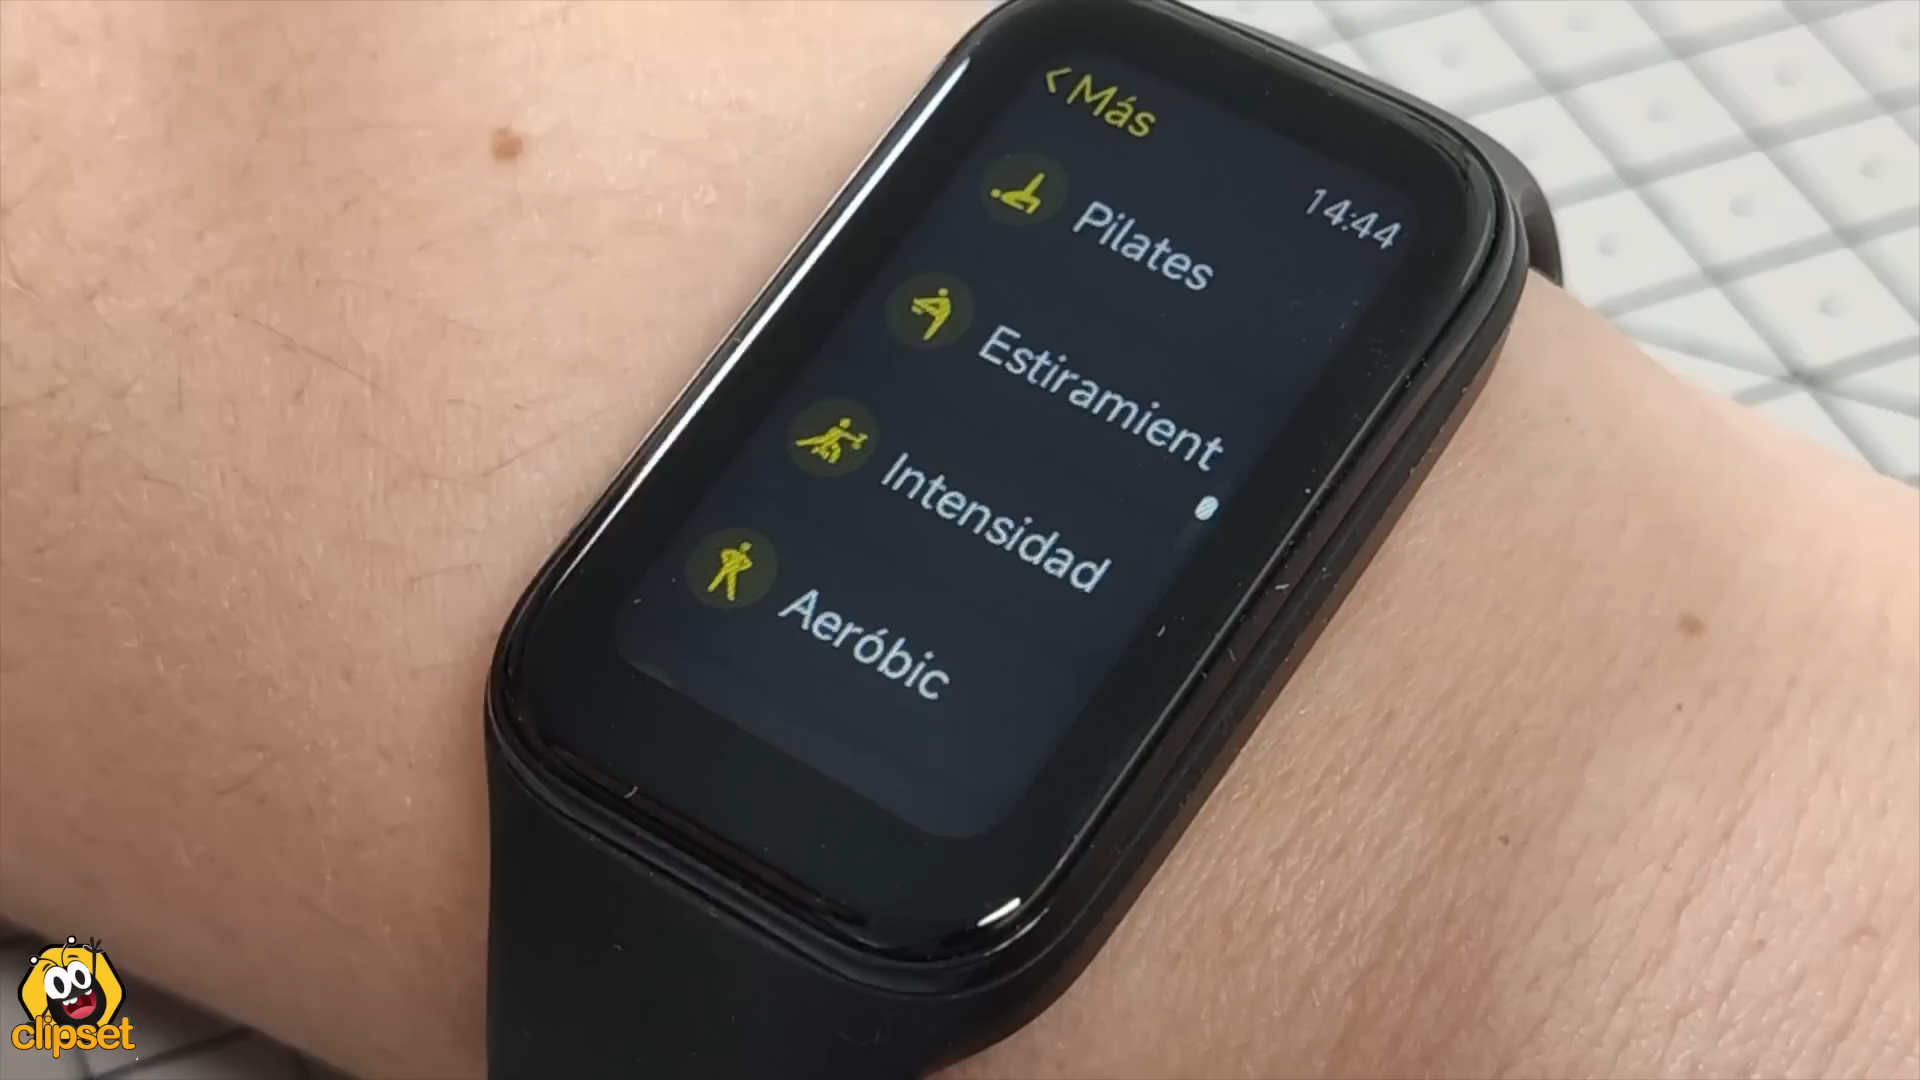 < Más
14:44
Pilates
Estiramient
Intensidad
Aeróbic
clipset